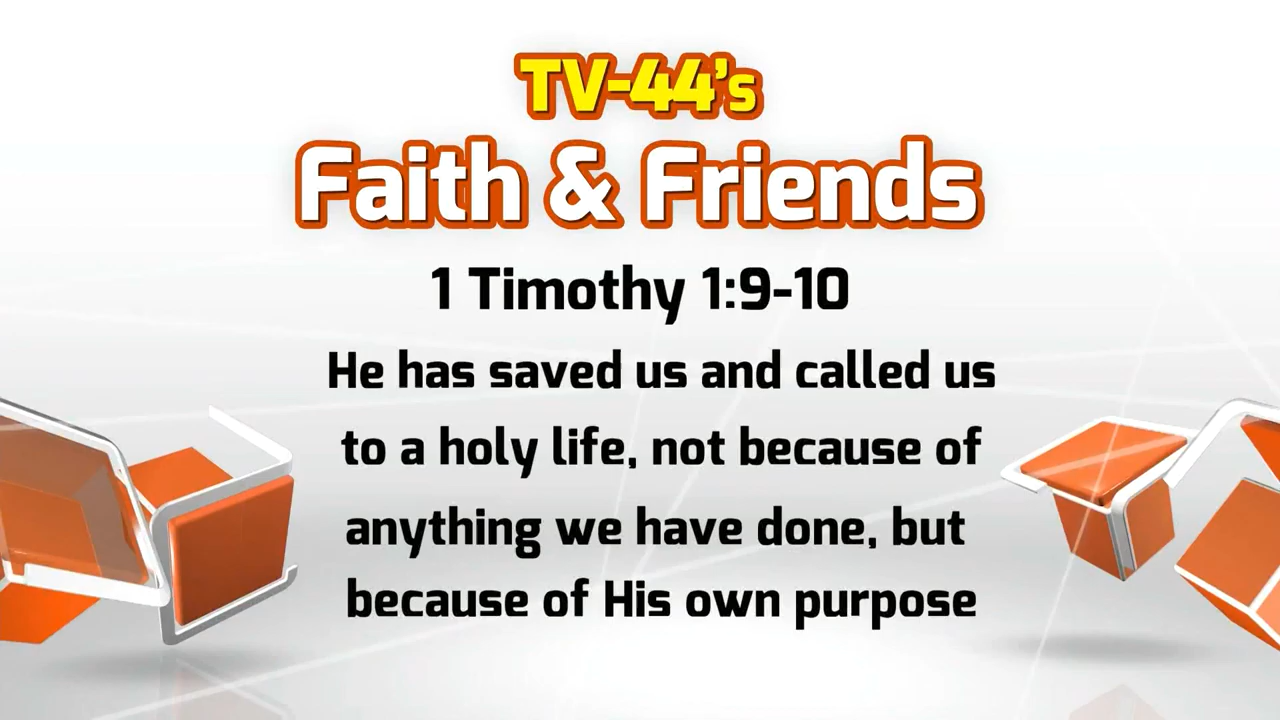 TV-44's
Faith & Friends
1 Timothy 1:9-10
He has saved us and called us
to a holy life, not because of
anything we have done, but
because of His own purpose